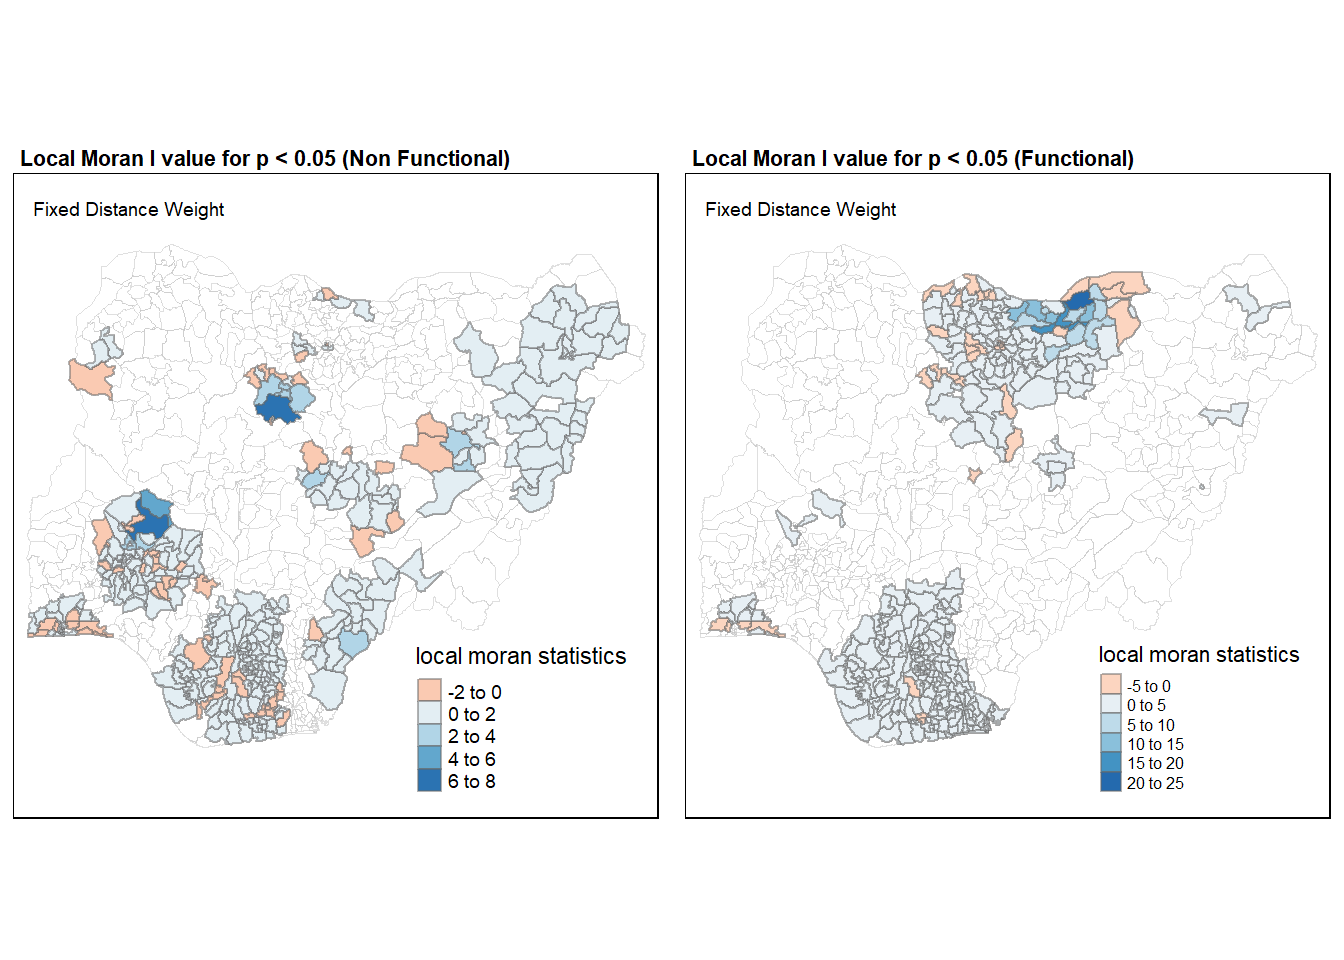 Local Moran I value for p < 0.05 (Non Functional)
Fixed Distance Weight
local moran statistics
-2 to 0
0 to 2
2 to 4
4 to 6
6 to 8
Local Moran I value for p < 0.05 (Functional)
Fixed Distance Weight
local moran statistics
-5 to 0
0 to 5
5 to 10
10 to 15
15 to 20
20 to 25